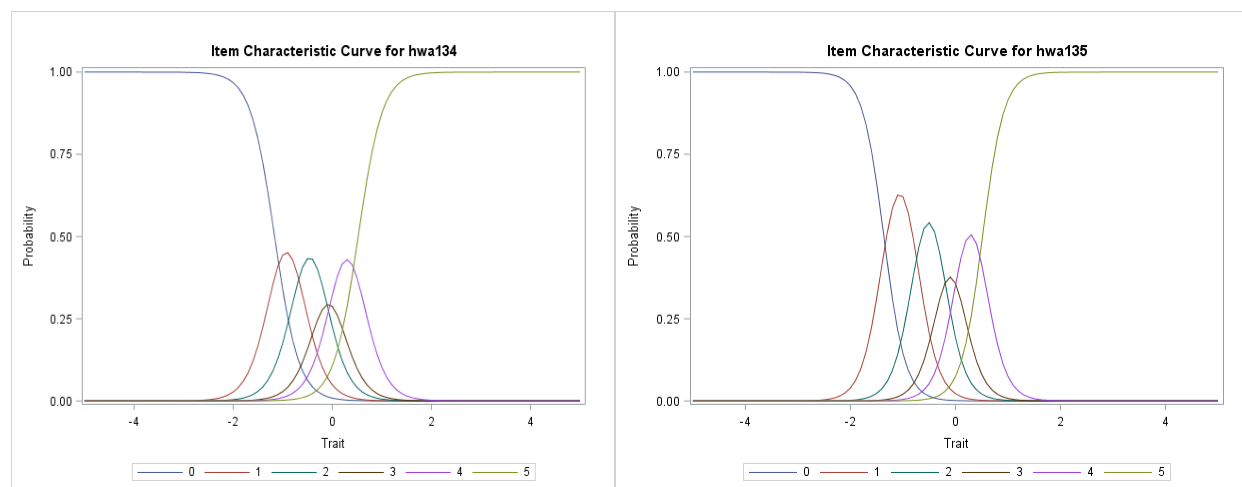 Item Characteristic Curve for hwa134
1.00
0.75
0.50
0.25
0.00
Probability
-4 -2 0 2 4
Trait
0 1 2 3 4 5
Item Characteristic Curve for hwa135
1.00
0.75
0.50
0.25
0.00
Probability
-4 -2 0 2 4
Trait
0 1 2 3 4 5